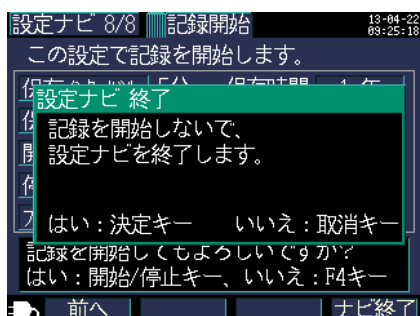 設定ナビ 8/8 記録開始 13-04-22
09:25:18
この設定で記録を開始します。
設定ナビ 終了
記録を開始しないで、
設定ナビを終了します。
はい：決定キー いいえ：取消キー
記録を開始してもよろしいですか?
はい：開始/停止キー、いいえ：F4キー
前へ ナビ終了